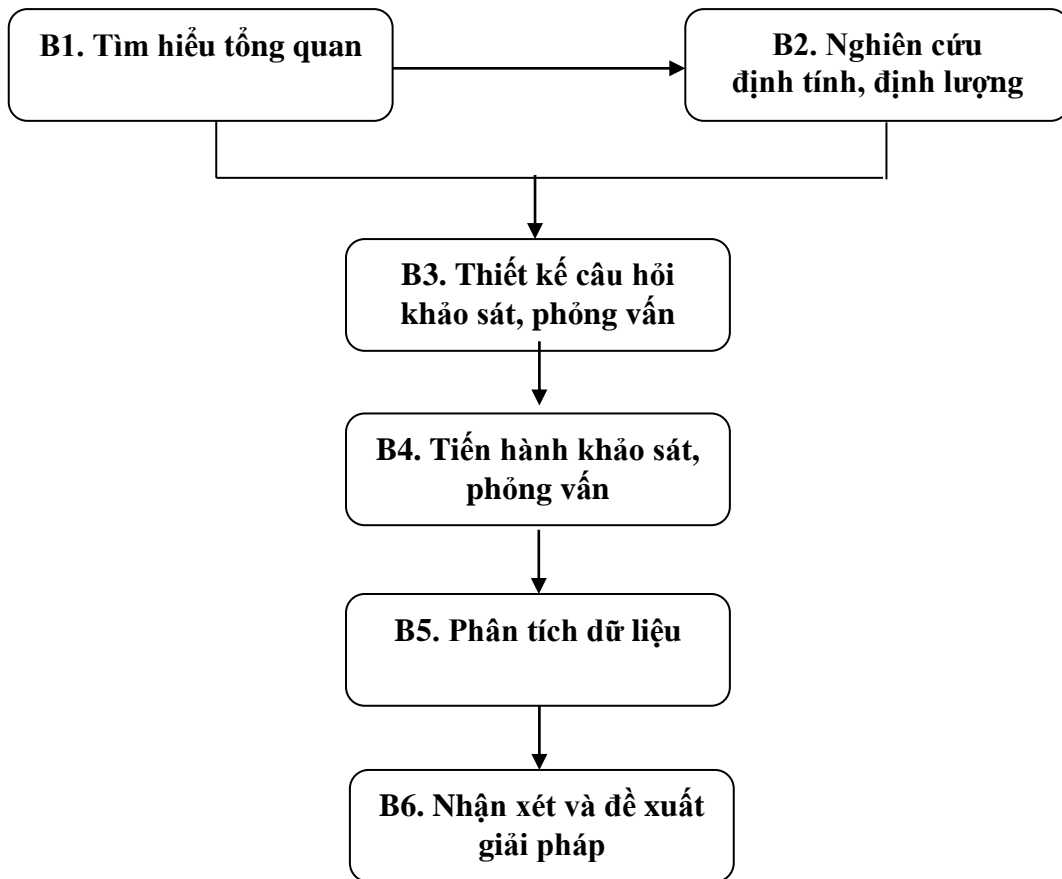 B1. Tìm hiểu tổng quan
B2. Nghiên cứu
định tính, định lượng
B3. Thiết kế câu hỏi
khảo sát, phỏng vấn
B4. Tiến hành khảo sát,
phỏng vấn
B5. Phân tích dữ liệu
B6. Nhận xét và đề xuất
giải pháp